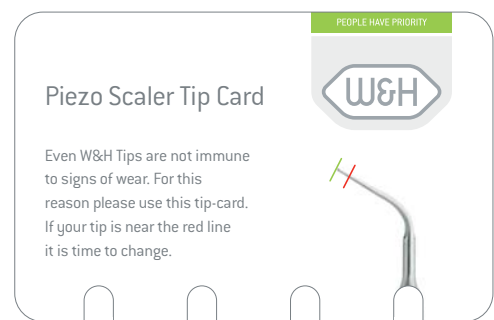 PEOPLE HAVE PRIORITY
W&H
Piezo Scaler Tip Card
Even W&H Tips are not immune
to signs of wear. For this
reason please use this tip-card.
If your tip is near the red line
it is time to change.